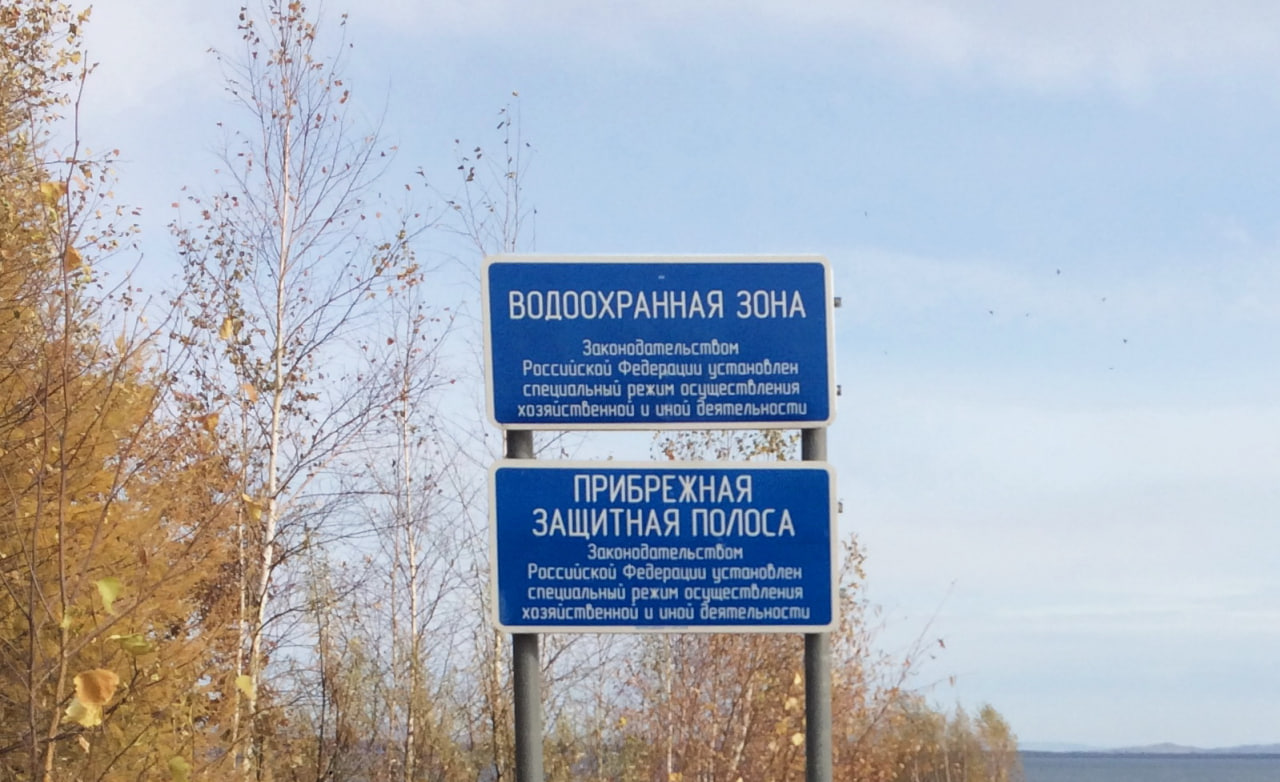 ВОДООХРАННАЯ ЗОНА
Законодательством
Российской Федерации установлен
специальный режим осуществления
хозяйственной и иной деятельности
ПРИБРЕЖНАЯ
ЗАЩИТНАЯ ПОЛОСА
Законодательством
Российской Федерации установлен
специальный режим осуществления
хозяйственной и иной деятельности